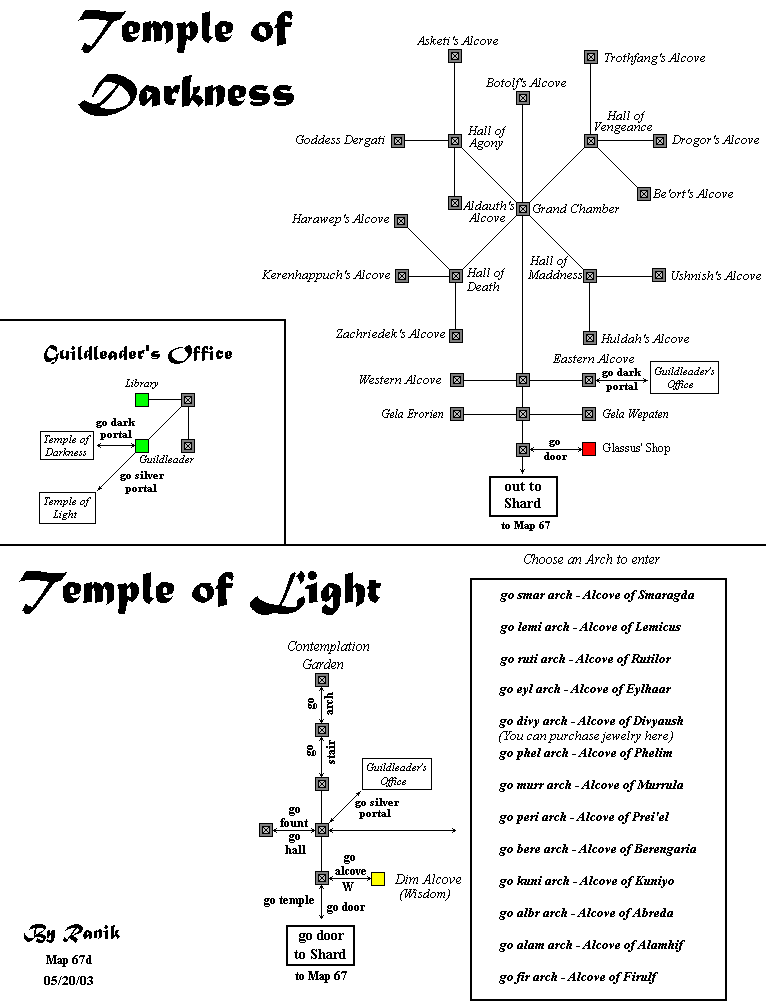 Temple of
Darkness
Asketi's Alcove
Trothfang's Alcove
Botolf's Alcove
Hall of
Vengeance
Hall of
Agony
Goddess Dergati
Drogor's Alcove
Be'ort's Alcove
Aldauth's
Alcove
Grand Chamber
Harawep's Alcove
Kerenhappuch's Alcove
Hall of
Death
Hall of
Maddness
Ushnish's Alcove
Zachriedek's Alcove
Huldah's Alcove
Eastern Alcove
Western Alcove
go dark
portal
Guildleader's
Office
Gela Erorien
Gela Wepaten
go
door
Glassus' Shop
out to
Shard
to Map 67
Guildleader's Office
Library
go dark
portal
Temple of
Darkness
Guildleader
go silver
portal
Temple of
Light
Temple of Light
Contemplation
Garden
go
arch
go
stair
Guildleader's
Office
go silver
portal
go
fount
go
hall
go
alcove
W
Dim Alcove
(Wisdom)
go temple
go door
go door
to Shard
to Map 67
By Ranik
Map 67d
05/20/03
Choose an Arch to enter
go smar arch - Alcove of Smaragda
go lemi arch - Alcove of Lemicus
go ruti arch - Alcove of Rutilor
go eyl arch - Alcove of Eylhaar
go divy arch - Alcove of Divyaush
(You can purchase jewelry here)
go phel arch - Alcove of Phelim
go murr arch - Alcove of Murrula
go peri arch - Alcove of Prei'el
go bere arch - Alcove of Berengaria
go kuni arch - Alcove of Kuniyo
go albr arch - Alcove of Abreda
go alam arch - Alcove of Alamhif
go fir arch - Alcove of Firulf